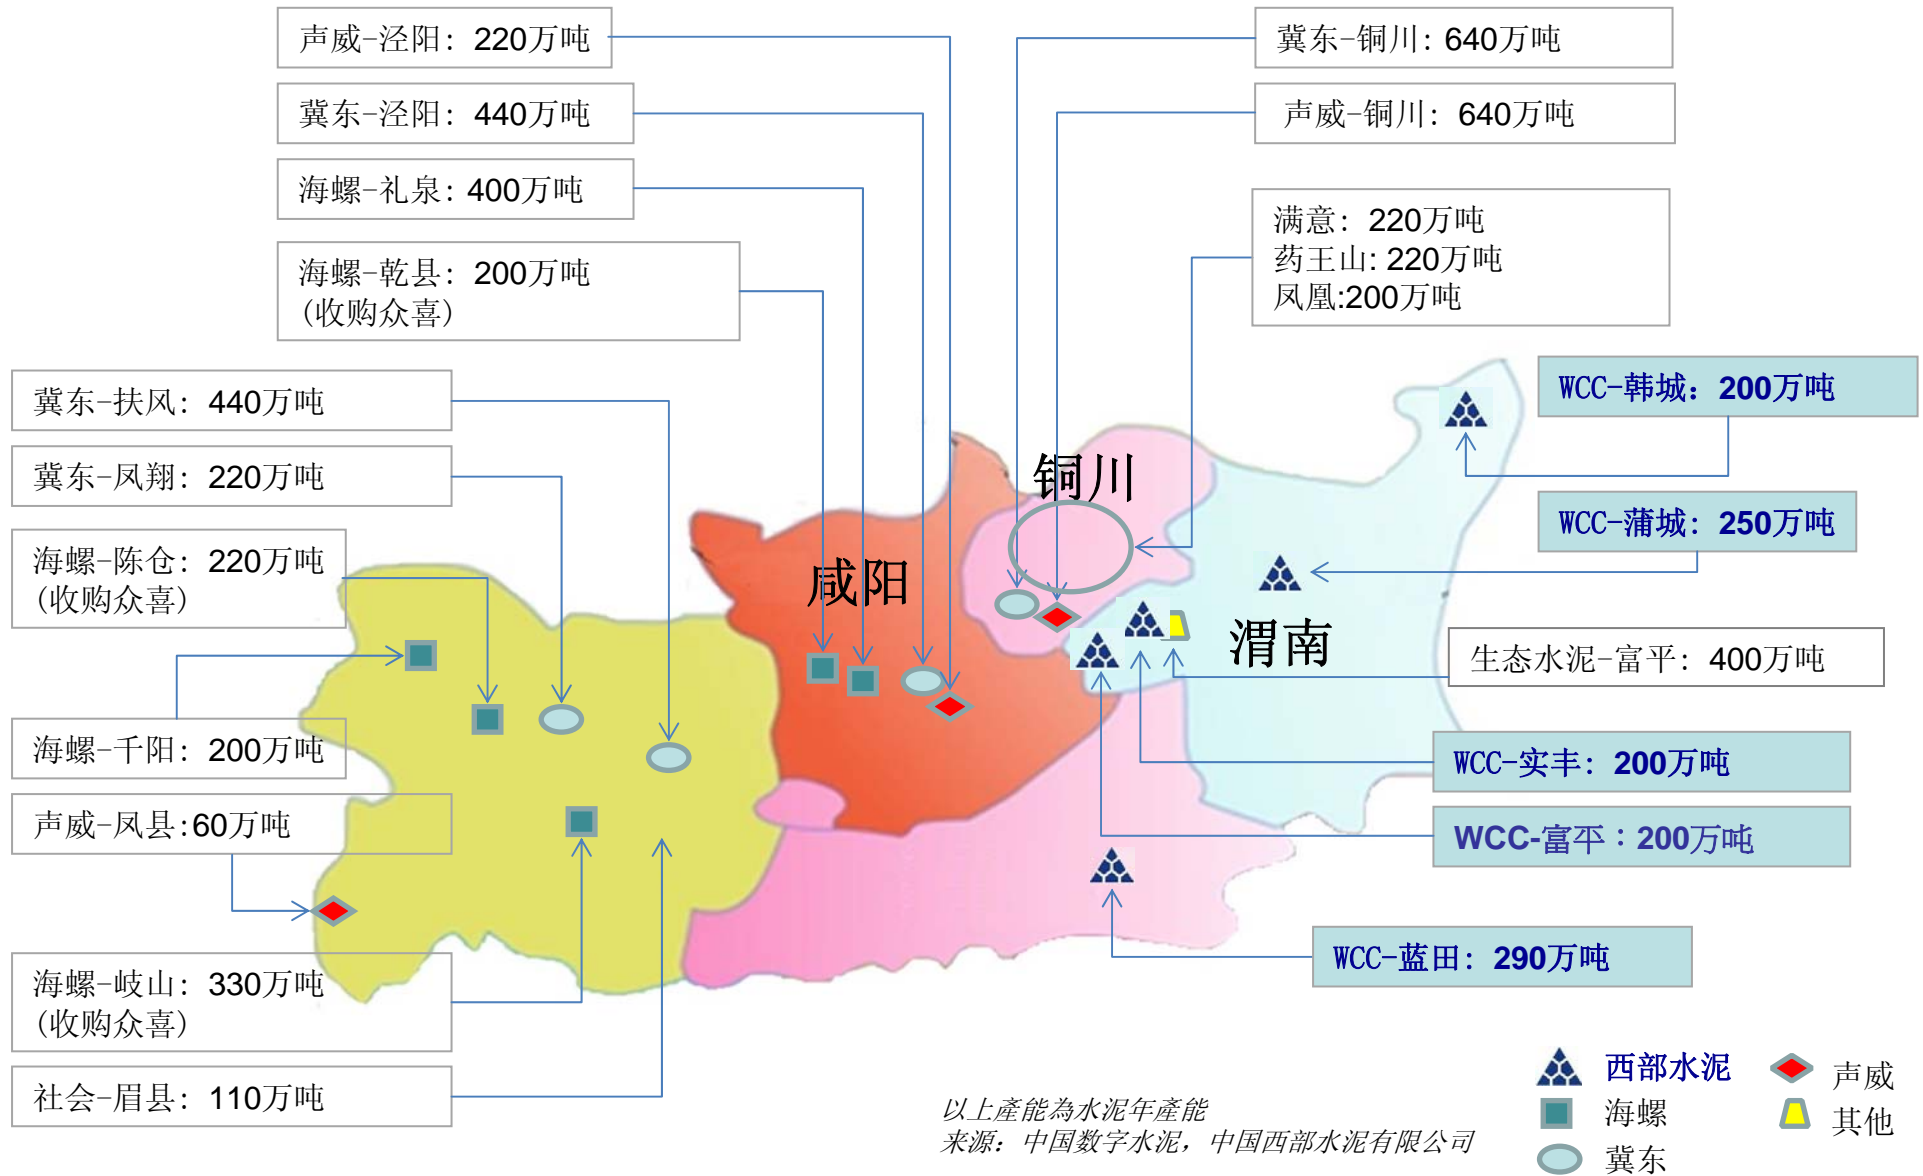 声威-泾阳：220万吨
冀东-泾阳：440万吨
海螺-礼泉：400万吨
海螺-乾县：200万吨
(收购众喜)
冀东-扶风：440万吨
冀东-凤翔：220万吨
海螺-陈仓：220万吨
(收购众喜)
海螺-千阳：200万吨
声威-凤县:60万吨
海螺-岐山：330万吨
(收购众喜)
社会-眉县：110万吨
冀东-铜川：640万吨
声威-铜川：640万吨
满意：220万吨
药王山：220万吨
凤凰:200万吨
WCC-韩城：200万吨
WCC-蒲城：250万吨
生态水泥-富平：400万吨
WCC-实丰：200万吨
WCC-富平：200万吨
WCC-蓝田：290万吨
铜川
咸阳
渭南
以上產能為水泥年產能
来源：中国数字水泥，中国西部水泥有限公司
西部水泥
海螺
冀东
声威
其他